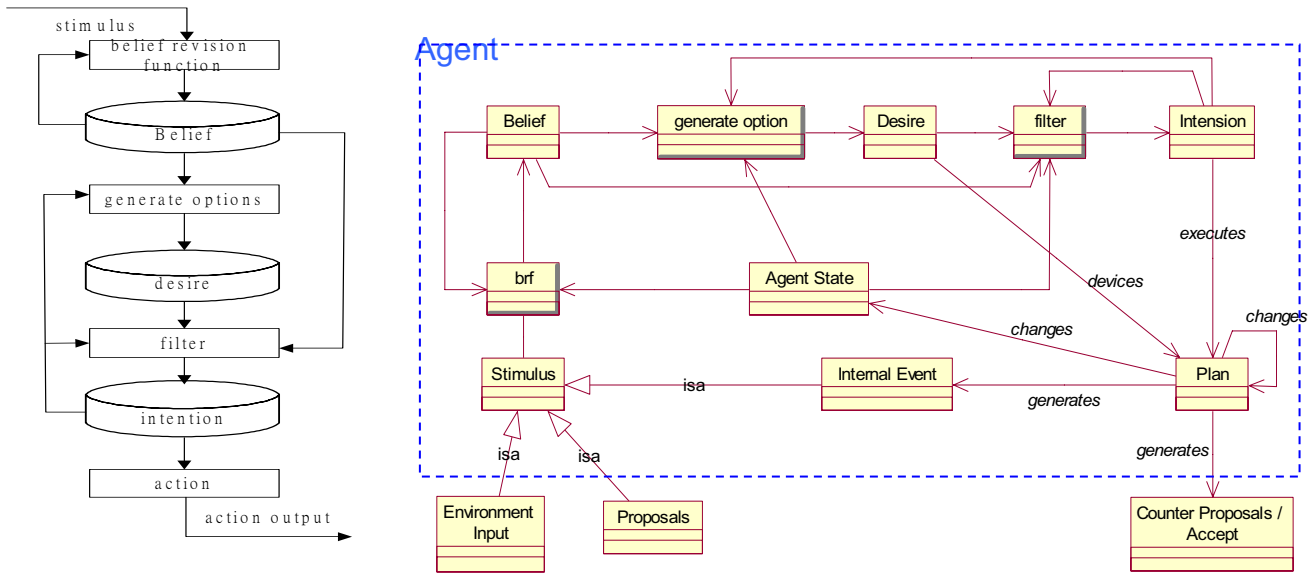 stimulus
belief revision
function
Belief
generate options
desire
filter
intention
action
action output
Agent
Belief
generate option
Desire
filter
Intension
executes
brf
Agent State
devices
changes
changes
Stimulus
isa
Internal Event
generates
Plan
isa
isa
generates
Environment
Input
Proposals
Counter Proposals /
Accept